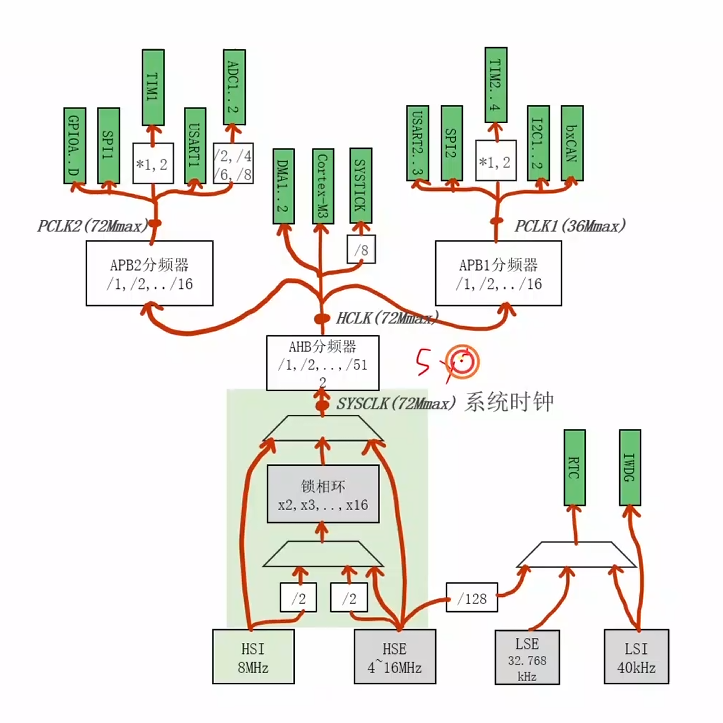 TIM1
ADC1..2
TIM2..4
GPIOA..D
SPI1
*1,2
USART1
/2,/4
/6,/8
DMA1..2
Cortex-M3
SYSTICK
USART2..3
SPI2
*1,2
I2C1..2
bxCAN
PCLK2(72Mmax)
PCLK1(36Mmax)
/8
APB2分频器
/1,/2,../16
APB1分频器
/1,/2,../16
HCLK(72Mmax)
AHB分频器
/1,/2,..,/51
2
SYSCLK(72Mmax) 系统时钟
锁相环
x2,x3,..,x16
RTC
IWDG
/2
/2
/128
HSI
8MHz
HSE
4~16MHz
LSE
32.768
kHz
LSI
40kHz